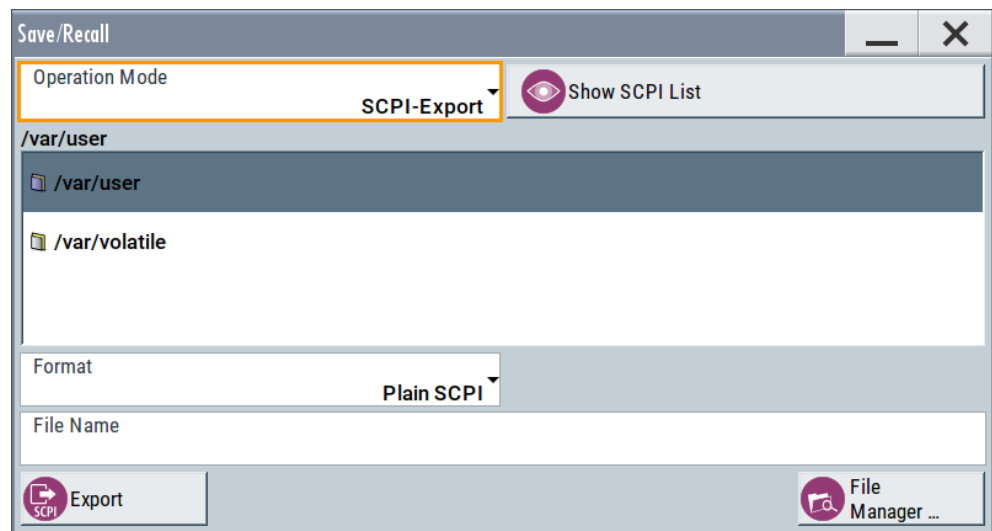 Save/Recall
Operation Mode
SCPI-Export
Show SCPI List
/var/user
/var/user
/var/volatile
Format
Plain SCPI
File Name
SCPI
Export
File
Manager ...